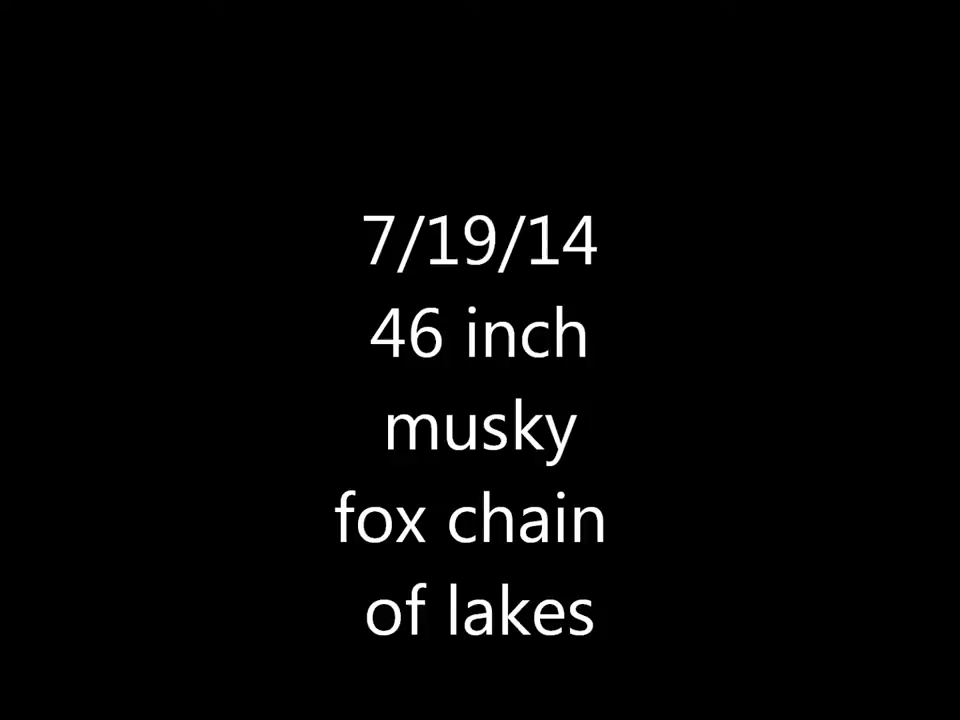 7/19/14
46 inch
musky
fox chain
of lakes